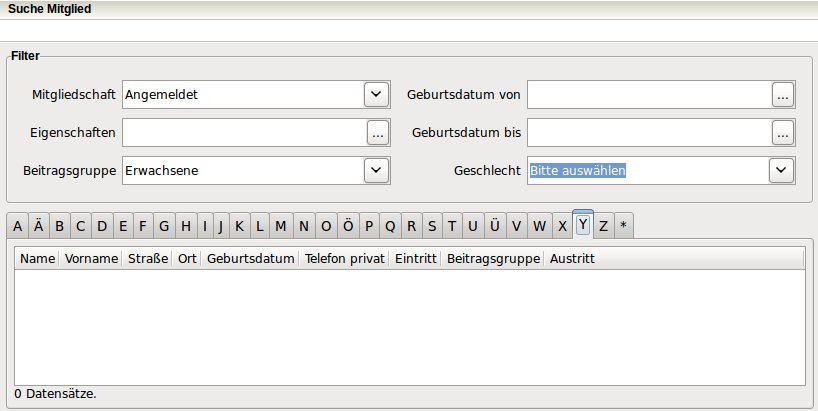 Suche Mitglied
Filter
Mitgliedschaft Angemeldet Geburtsdatum von ...
Eigenschaften ... Geburtsdatum bis ...
Beitragsgruppe Erwachsene Geschlecht Bitte auswählen
A Ä B C D E F G H I J K L M N O Ö P Q R S T U Ü V W X Y Z *
Name Vorname Straße Ort Geburtsdatum Telefon privat Eintritt Beitragsgruppe Austritt
0 Datensätze.